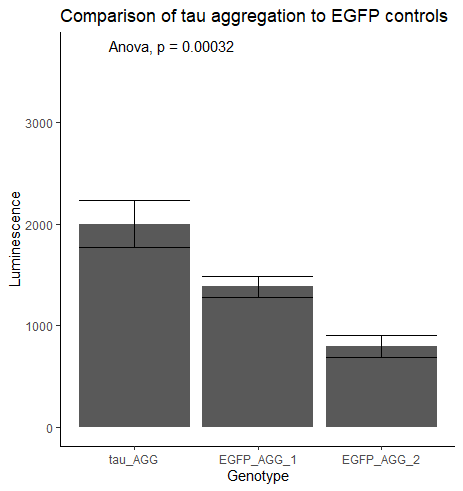 Comparison of tau aggregation to EGFP controls
Anova, p = 0.00032
Luminescence
3000
2000
1000
0
tau_AGG EGFP_AGG_1 EGFP_AGG_2
Genotype